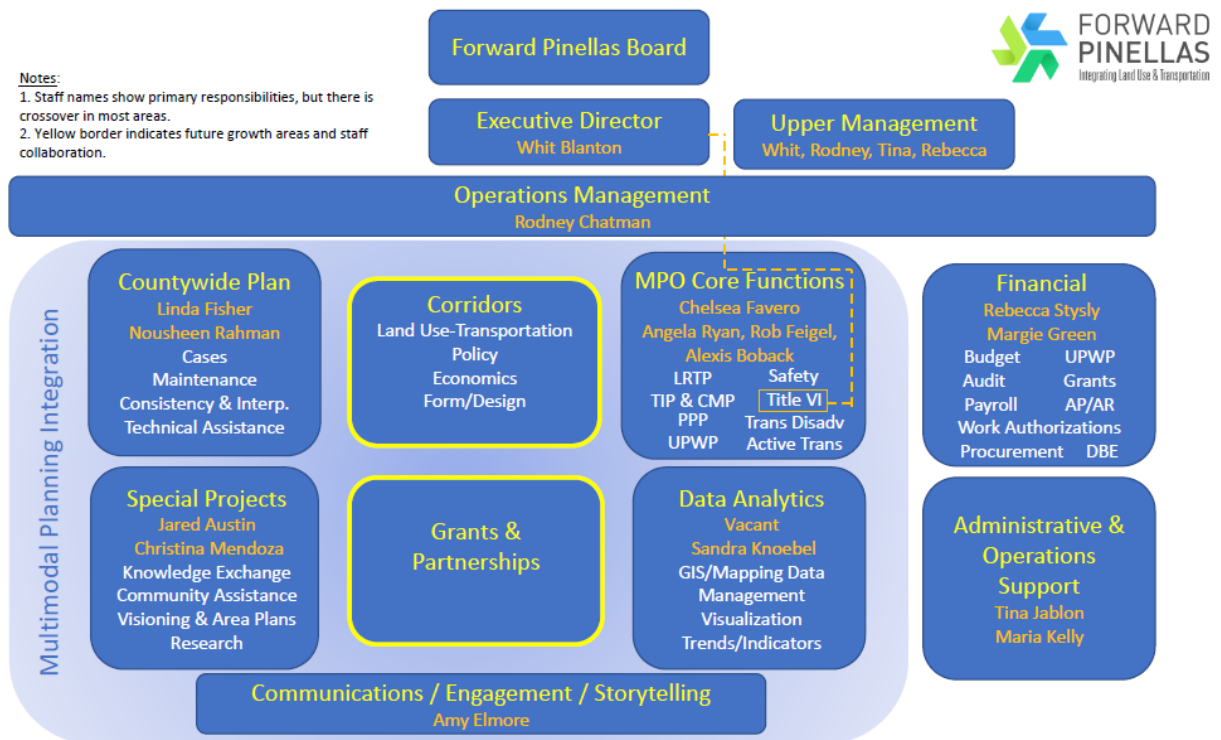 Forward Pinellas Board
FORWARD
PINELLAS
Integrating Land Use & Transportation
Notes:
1. Staff names show primary responsibilities, but there is
crossover in most areas.
2. Yellow border indicates future growth areas and staff
collaboration.
Executive Director
Whit Blanton
Upper Management
Whit, Rodney, Tina, Rebecca
Operations Management
Rodney Chatman
Multimodal Planning Integration
Countywide Plan
Linda Fisher
Nousheen Rahman
Cases
Maintenance
Consistency & Interp.
Technical Assistance
Corridors
Land Use-Transportation
Policy
Economics
Form/Design
MPO Core Functions
Chelsea Favero
Angela Ryan, Rob Feigel,
Alexis Boback
LRTP Safety
TIP & CMP Title VI
PPP Trans Disadv
UPWP Active Trans
Financial
Rebecca Stysly
Margie Green
Budget UPWP
Audit Grants
Payroll AP/AR
Work Authorizations
Procurement DBE
Special Projects
Jared Austin
Christina Mendoza
Knowledge Exchange
Community Assistance
Visioning & Area Plans
Research
Grants &
Partnerships
Data Analytics
Vacant
Sandra Knoebel
GIS/Mapping Data
Management
Visualization
Trends/Indicators
Administrative &
Operations
Support
Tina Jablon
Maria Kelly
Communications / Engagement / Storytelling
Amy Elmore